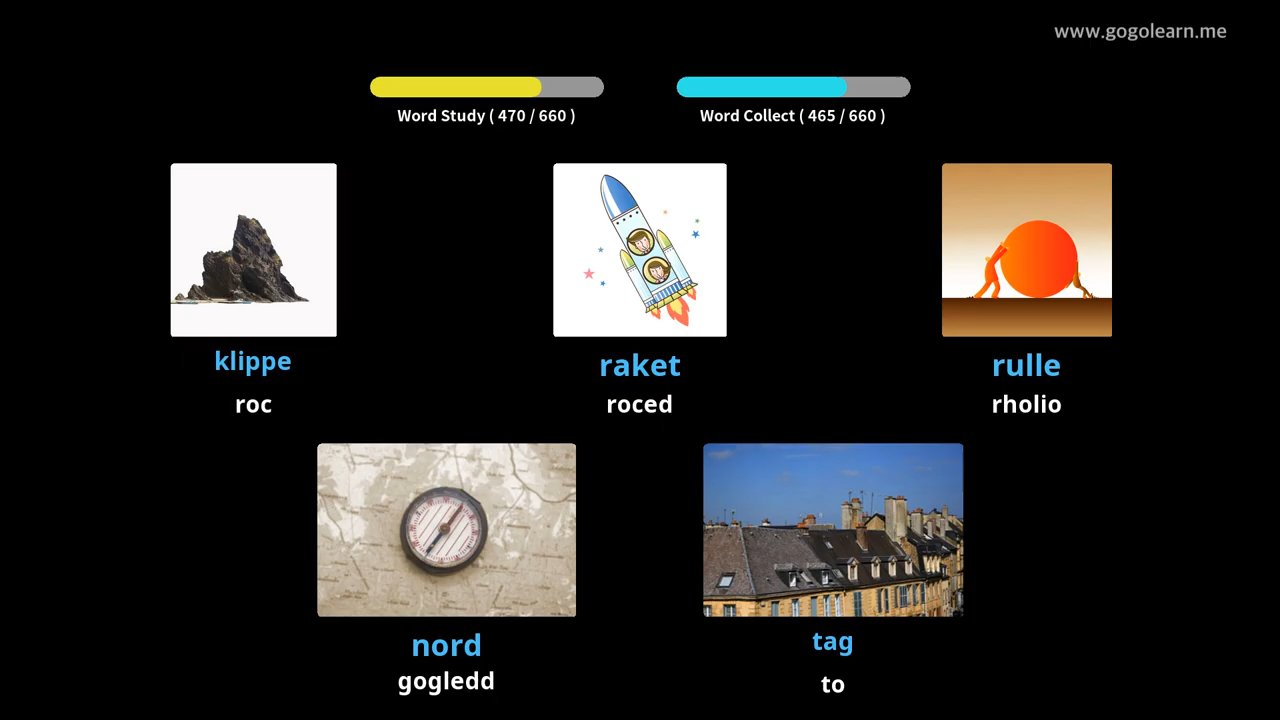 www.gogolearn.me
Word Study ( 470 / 660 )
Word Collect ( 465 / 660 )
klippe
roc
raket
roced
rulle
rholio
nord
gogledd
tag
to